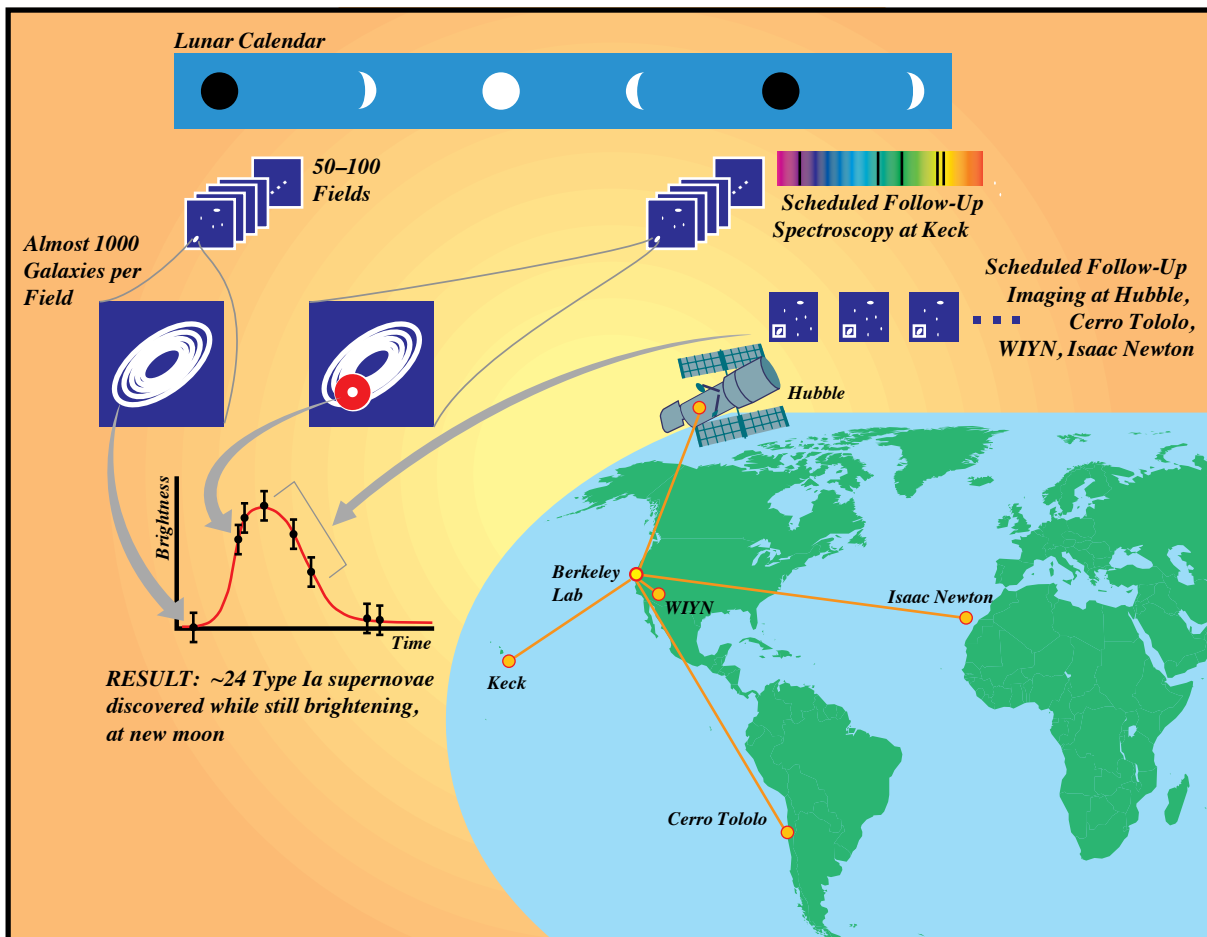 Lunar Calendar
50–100
Fields
Almost 1000
Galaxies per
Field
Scheduled Follow-Up
Spectroscopy at Keck
Scheduled Follow-Up
Imaging at Hubble,
Cerro Tololo,
WIYN, Isaac Newton
Hubble
Brightness
Time
RESULT: ~24 Type Ia supernovae
discovered while still brightening,
at new moon
Berkeley
Lab
WIYN
Isaac Newton
Keck
Cerro Tololo